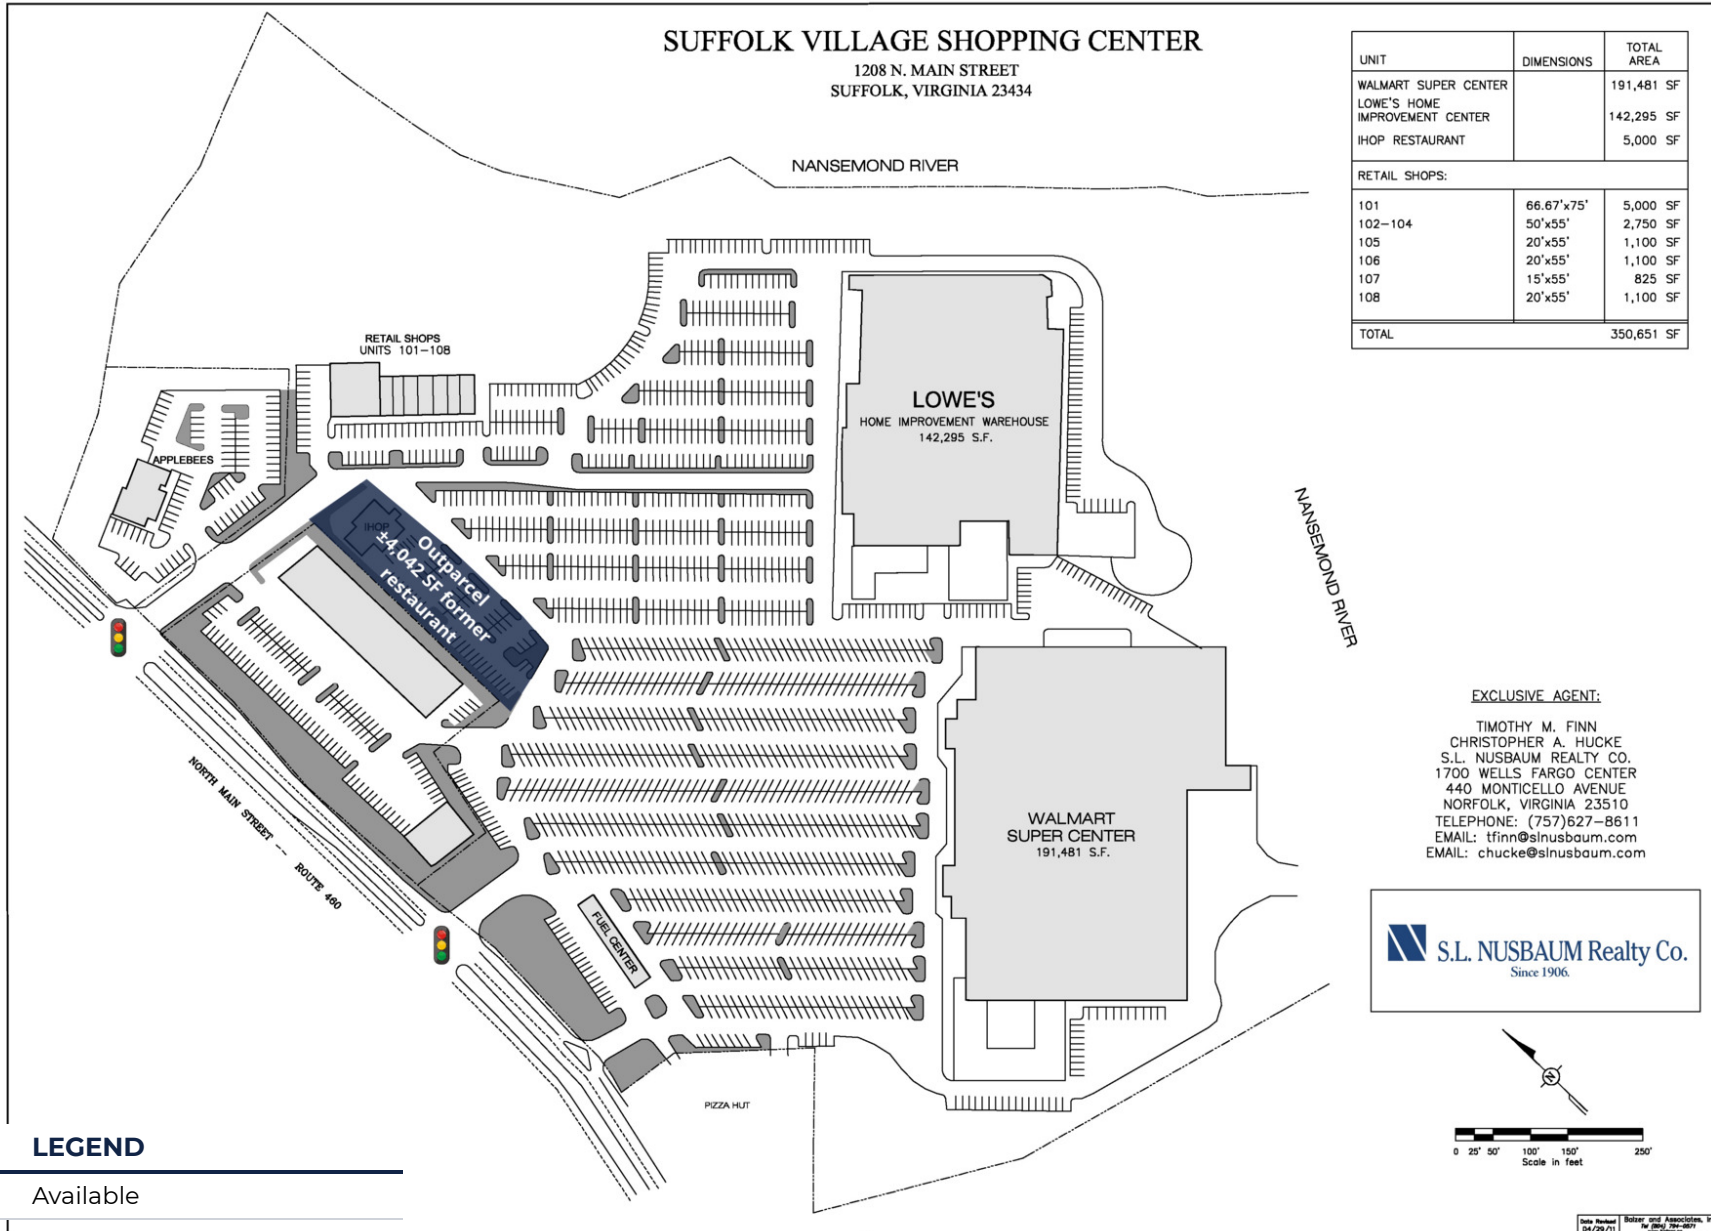 SUFFOLK VILLAGE SHOPPING CENTER
1208 N. MAIN STREET
SUFFOLK, VIRGINIA 23434
UNIT DIMENSIONS TOTAL AREA
WALMART SUPER CENTER 191,481 SF
LOWE'S HOME
IMPROVEMENT CENTER 142,295 SF
IHOP RESTAURANT 5,000 SF
RETAIL SHOPS:
101 66.67'x75' 5,000 SF
102-104 50'x55' 2,750 SF
105 20'x55' 1,100 SF
106 20'x55' 1,100 SF
107 15'x55' 825 SF
108 20'x55' 1,100 SF
TOTAL 350,651 SF
NANSEMOND RIVER
RETAIL SHOPS
UNITS 101-108
LOWE'S
HOME IMPROVEMENT WAREHOUSE
142,295 S.F.
APPLEBEES
IHOP
Outparcel
±4,042 SF former
restaurant
NANSEMOND RIVER
NORTH MAIN STREET -- ROUTE 460
WALMART
SUPER CENTER
191,481 S.F.
FUEL CENTER
PIZZA HUT
EXCLUSIVE AGENT:
TIMOTHY M. FINN
CHRISTOPHER A. HUCKE
S.L. NUSBAUM REALTY CO.
1700 WELLS FARGO CENTER
440 MONTICELLO AVENUE
NORFOLK, VIRGINIA 23510
TELEPHONE: (757)627-8611
EMAIL: tfinn@slnusbaum.com
EMAIL: chucke@slnusbaum.com
N S.L. NUSBAUM Realty Co.
Since 1906.
N
0 25' 50' 100' 150' 250'
Scale in feet
LEGEND
Available
Date Revised
04/29/11
Balzer and Associates,